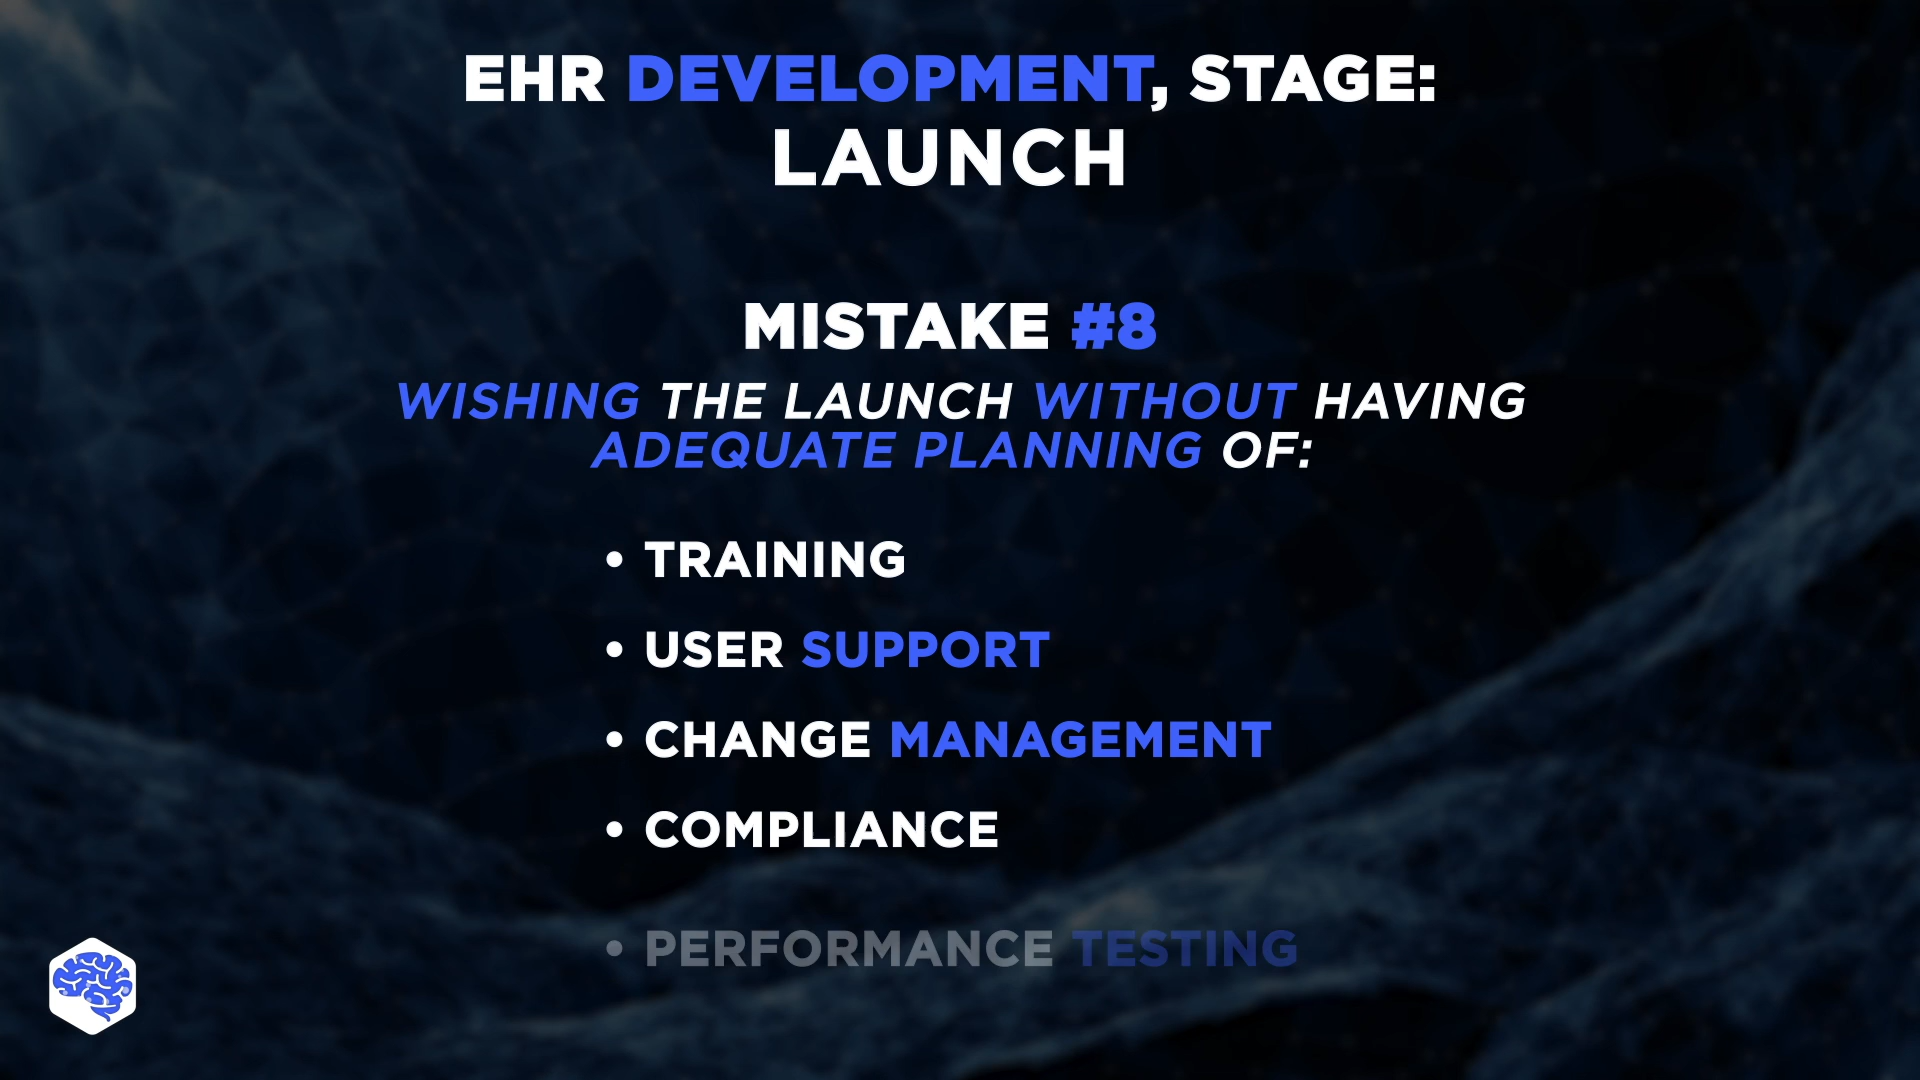 EHR DEVELOPMENT, STAGE:
LAUNCH
MISTAKE #8
WISHING THE LAUNCH WITHOUT HAVING
ADEQUATE PLANNING OF:
• TRAINING
• USER SUPPORT
• CHANGE MANAGEMENT
• COMPLIANCE
• PERFORMANCE TESTING